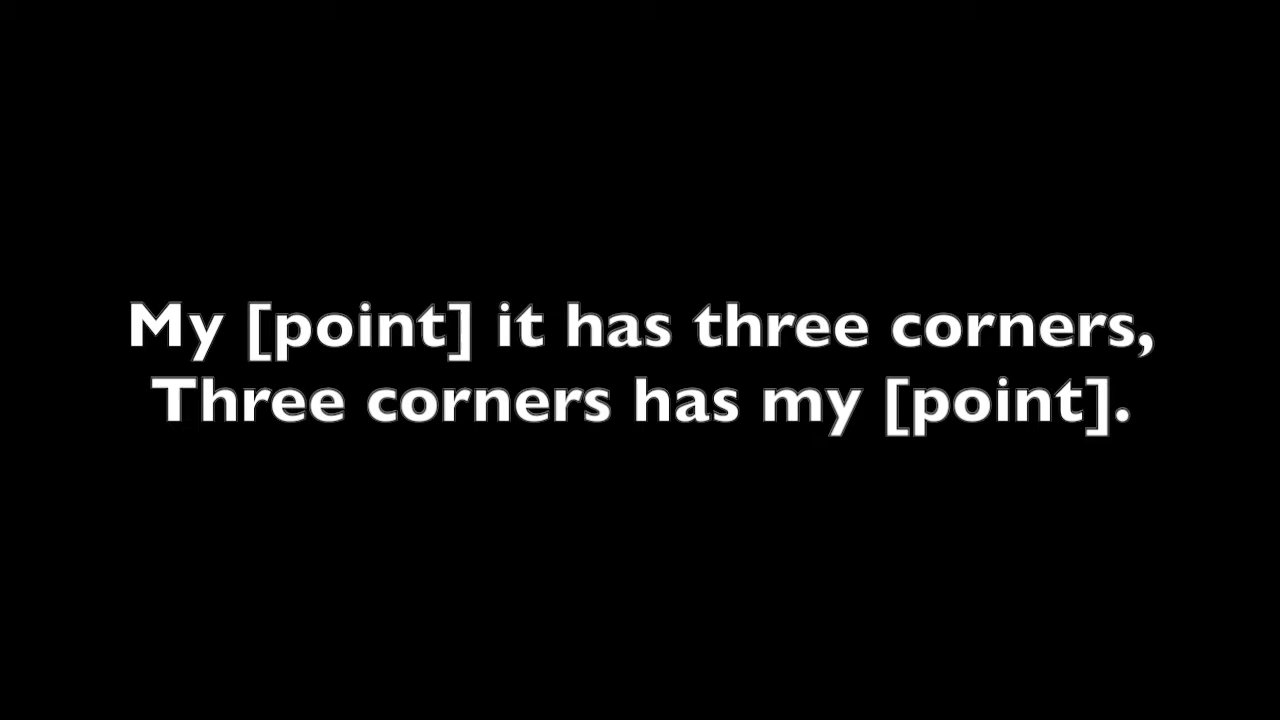 My [point] it has three corners,
Three corners has my [point].